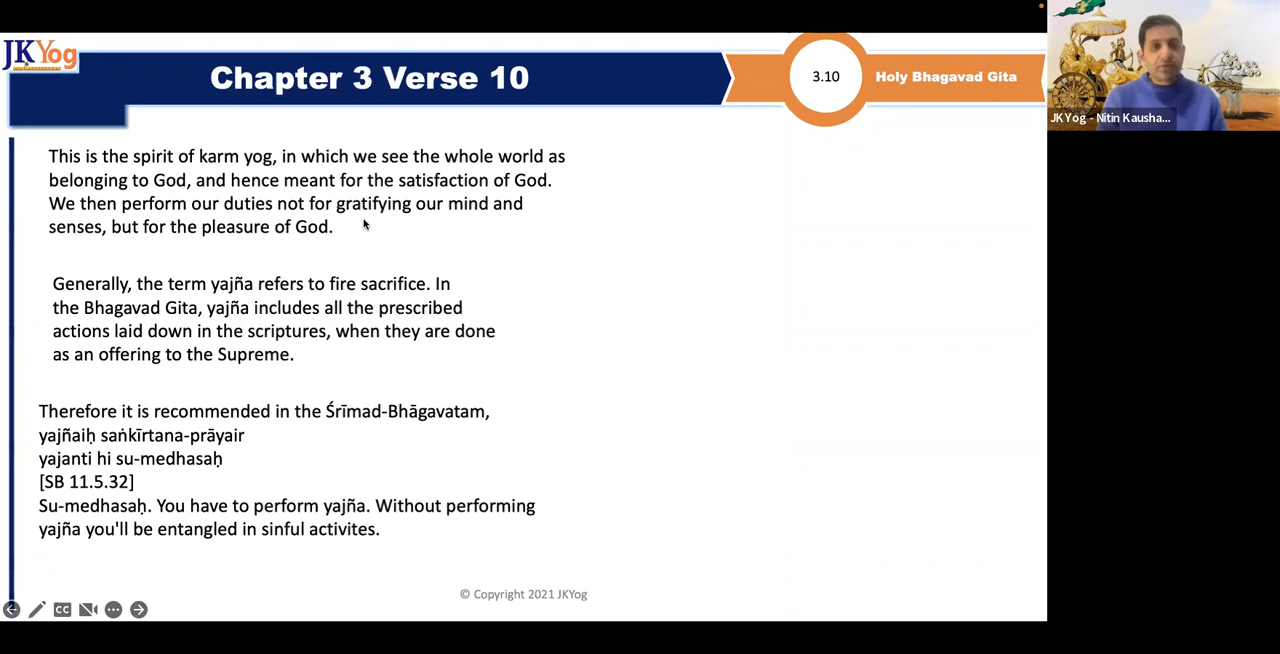 JKYog
Chapter 3 Verse 10
3.10
Holy Bhagavad Gita
JKYog - Nitin Kausha...
This is the spirit of karm yog, in which we see the whole world as
belonging to God, and hence meant for the satisfaction of God.
We then perform our duties not for gratifying our mind and
senses, but for the pleasure of God.
Generally, the term yajña refers to fire sacrifice. In
the Bhagavad Gita, yajña includes all the prescribed
actions laid down in the scriptures, when they are done
as an offering to the Supreme.
Therefore it is recommended in the Śrīmad-Bhāgavatam,
yajñaiḥ saṅkīrtana-prāyair
yajanti hi su-medhasaḥ
[SB 11.5.32]
Su-medhasaḥ. You have to perform yajña. Without performing
yajña you'll be entangled in sinful activites.
© Copyright 2021 JKYog
CC